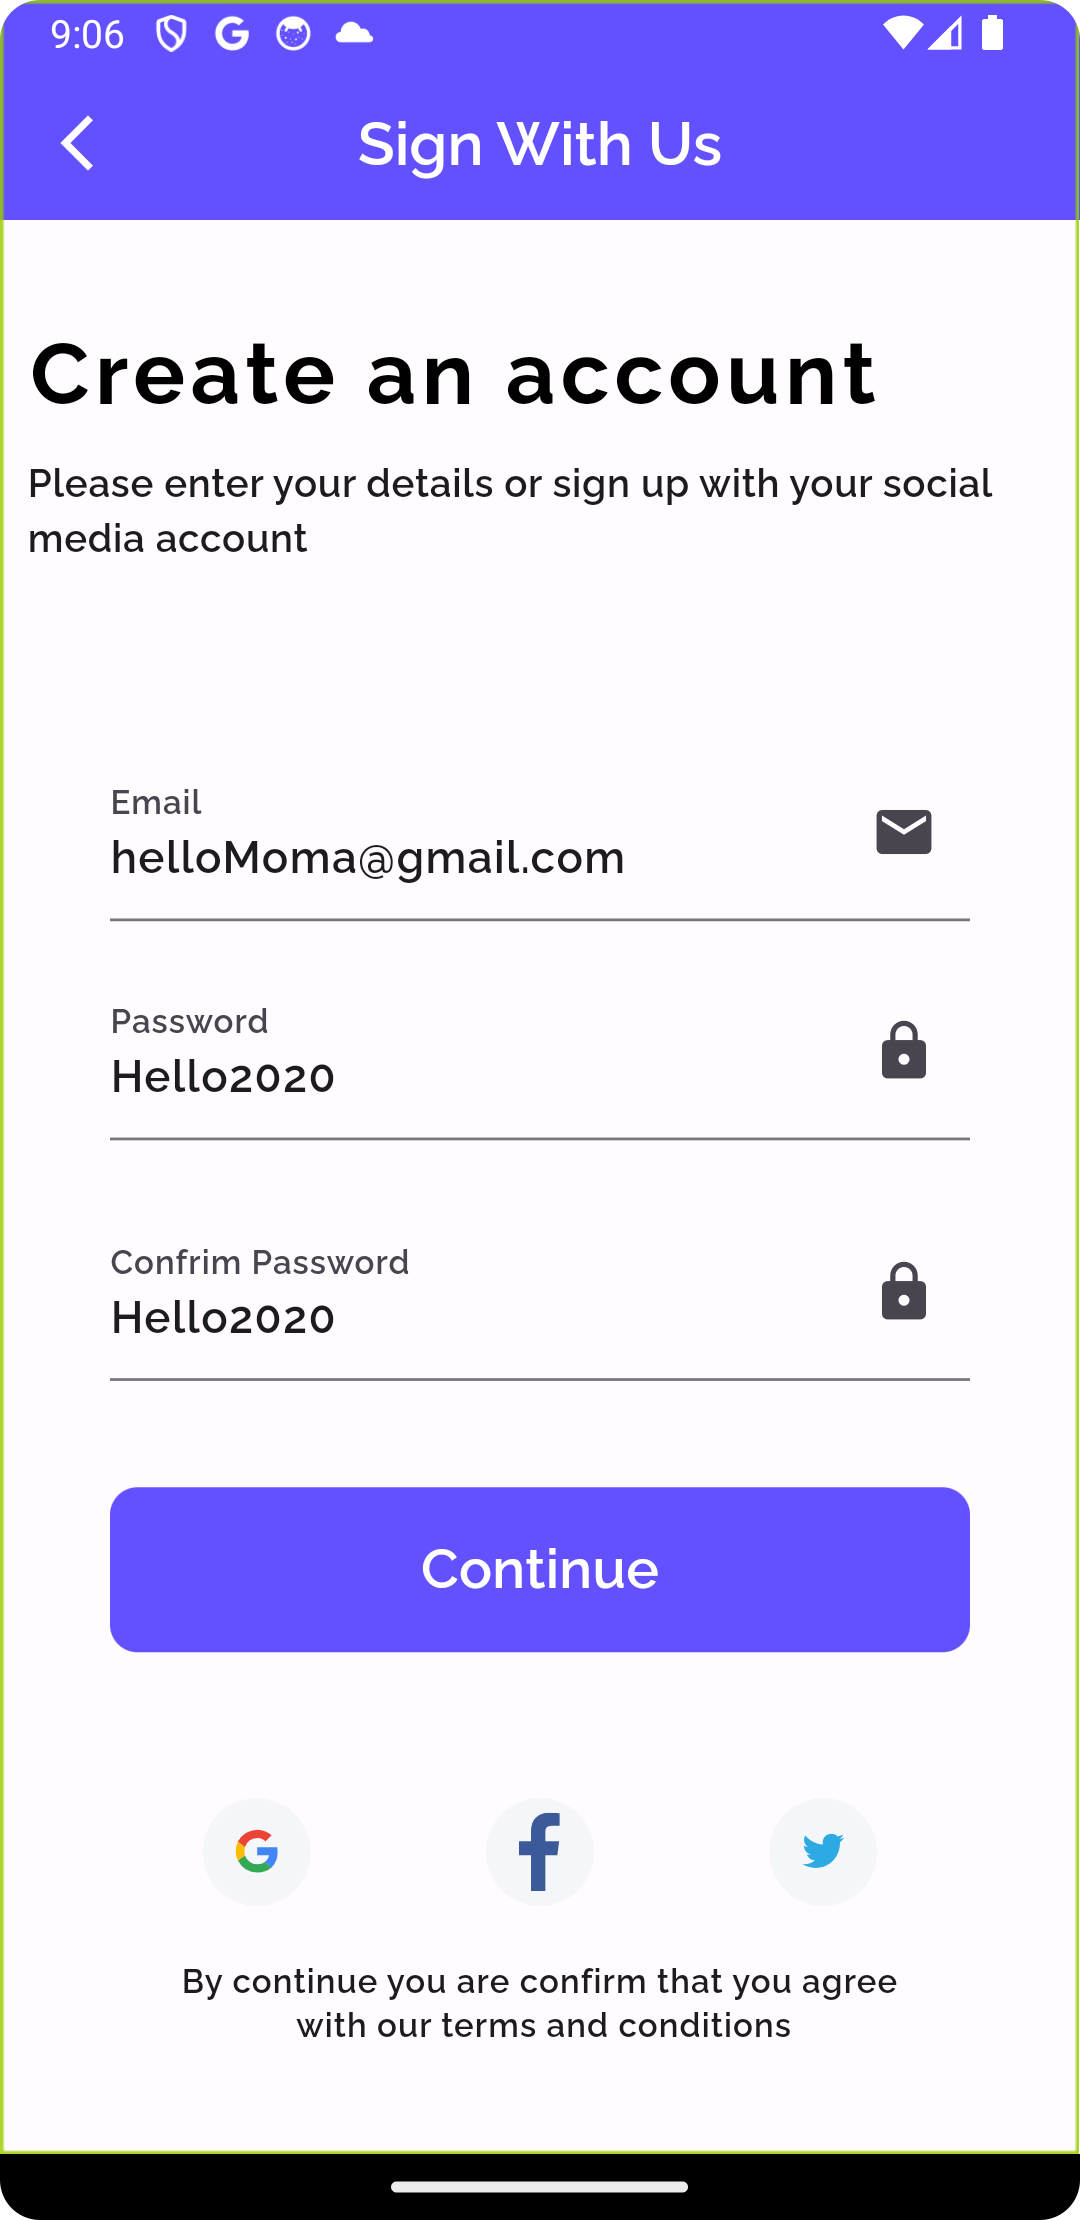 9:06
Sign With Us
Create an account
Please enter your details or sign up with your social
media account
Email
helloMoma@gmail.com
Password
Hello2020
Confrim Password
Hello2020
Continue
By continue you are confirm that you agree
with our terms and conditions